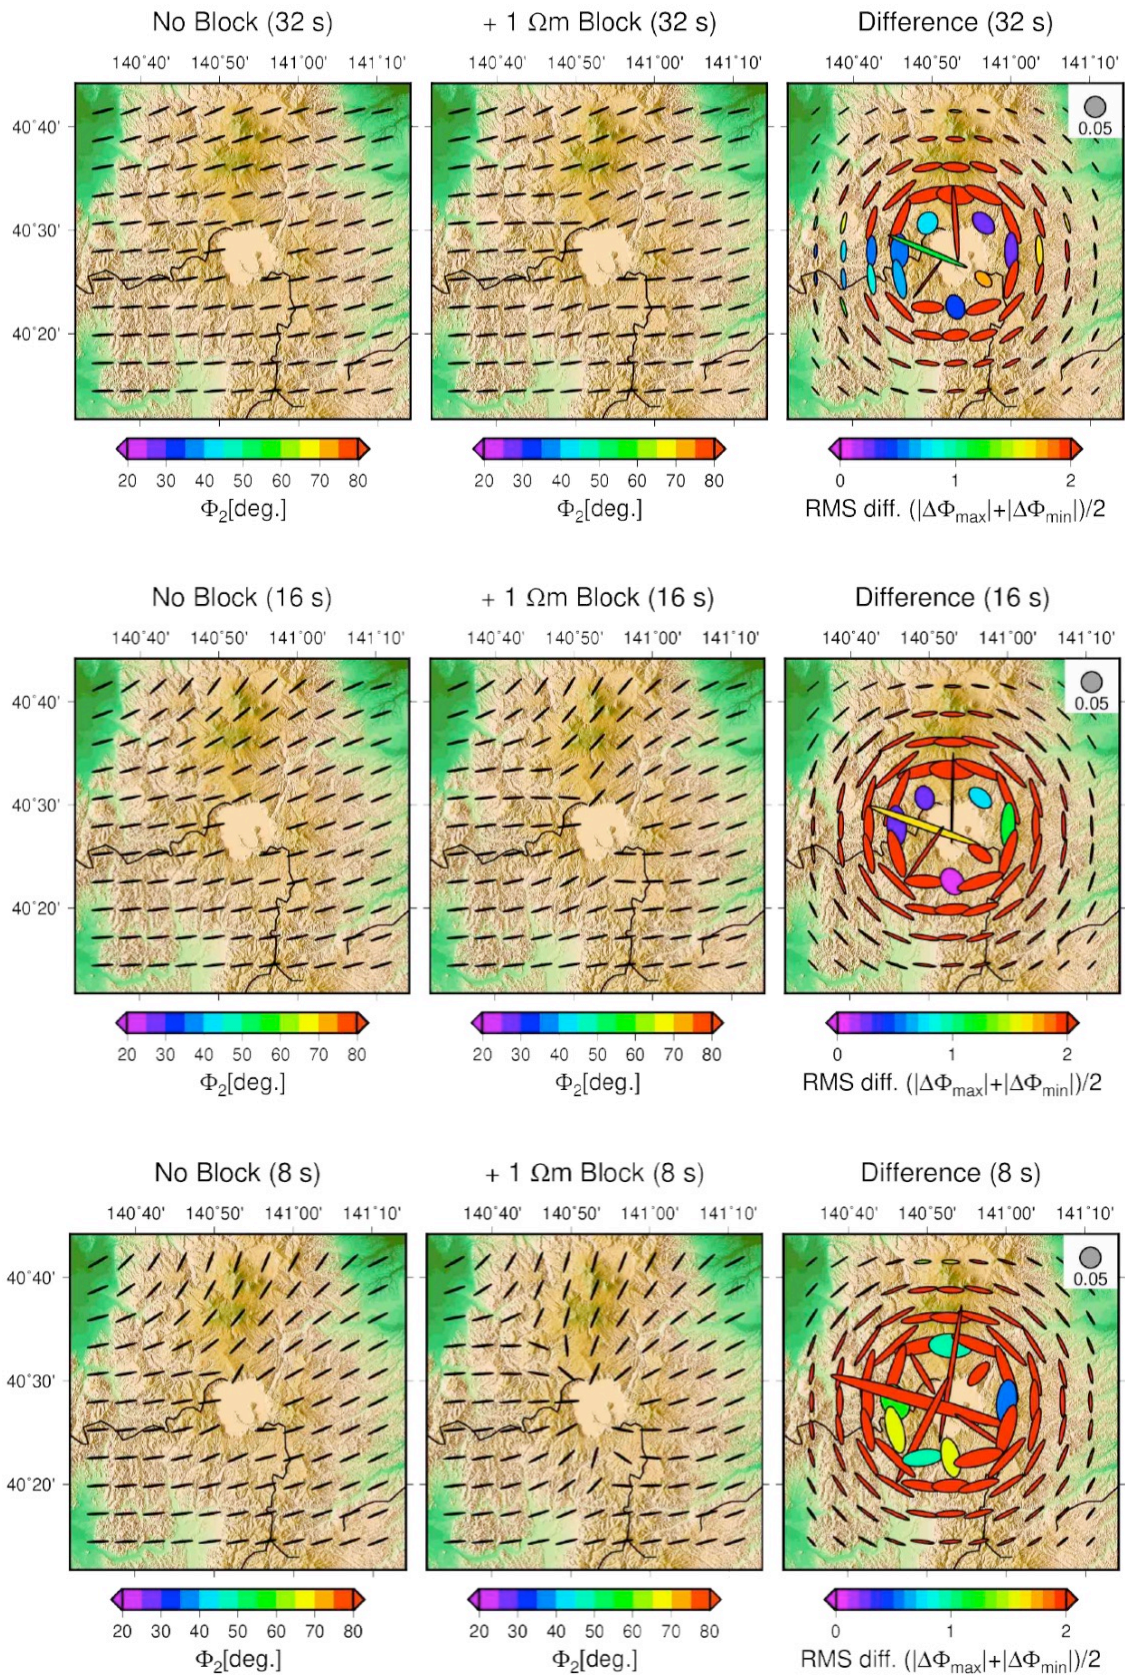 No Block (32 s) + 1 Ωm Block (32 s) Difference (32 s)
140˚40' 140˚50' 141˚00' 141˚10' 140˚40' 140˚50' 141˚00' 141˚10' 140˚40' 140˚50' 141˚00' 141˚10'
40˚40'
0.05
40˚30'
40˚20'
20 30 40 50 60 70 80 20 30 40 50 60 70 80 0 1 2
Φ2[deg.] Φ2[deg.] RMS diff. (|ΔΦmax|+|ΔΦmin|)/2
No Block (16 s) + 1 Ωm Block (16 s) Difference (16 s)
140˚40' 140˚50' 141˚00' 141˚10' 140˚40' 140˚50' 141˚00' 141˚10' 140˚40' 140˚50' 141˚00' 141˚10'
40˚40'
0.05
40˚30'
40˚20'
20 30 40 50 60 70 80 20 30 40 50 60 70 80 0 1 2
Φ2[deg.] Φ2[deg.] RMS diff. (|ΔΦmax|+|ΔΦmin|)/2
No Block (8 s) + 1 Ωm Block (8 s) Difference (8 s)
140˚40' 140˚50' 141˚00' 141˚10' 140˚40' 140˚50' 141˚00' 141˚10' 140˚40' 140˚50' 141˚00' 141˚10'
40˚40'
0.05
40˚30'
40˚20'
20 30 40 50 60 70 80 20 30 40 50 60 70 80 0 1 2
Φ2[deg.] Φ2[deg.] RMS diff. (|ΔΦmax|+|ΔΦmin|)/2